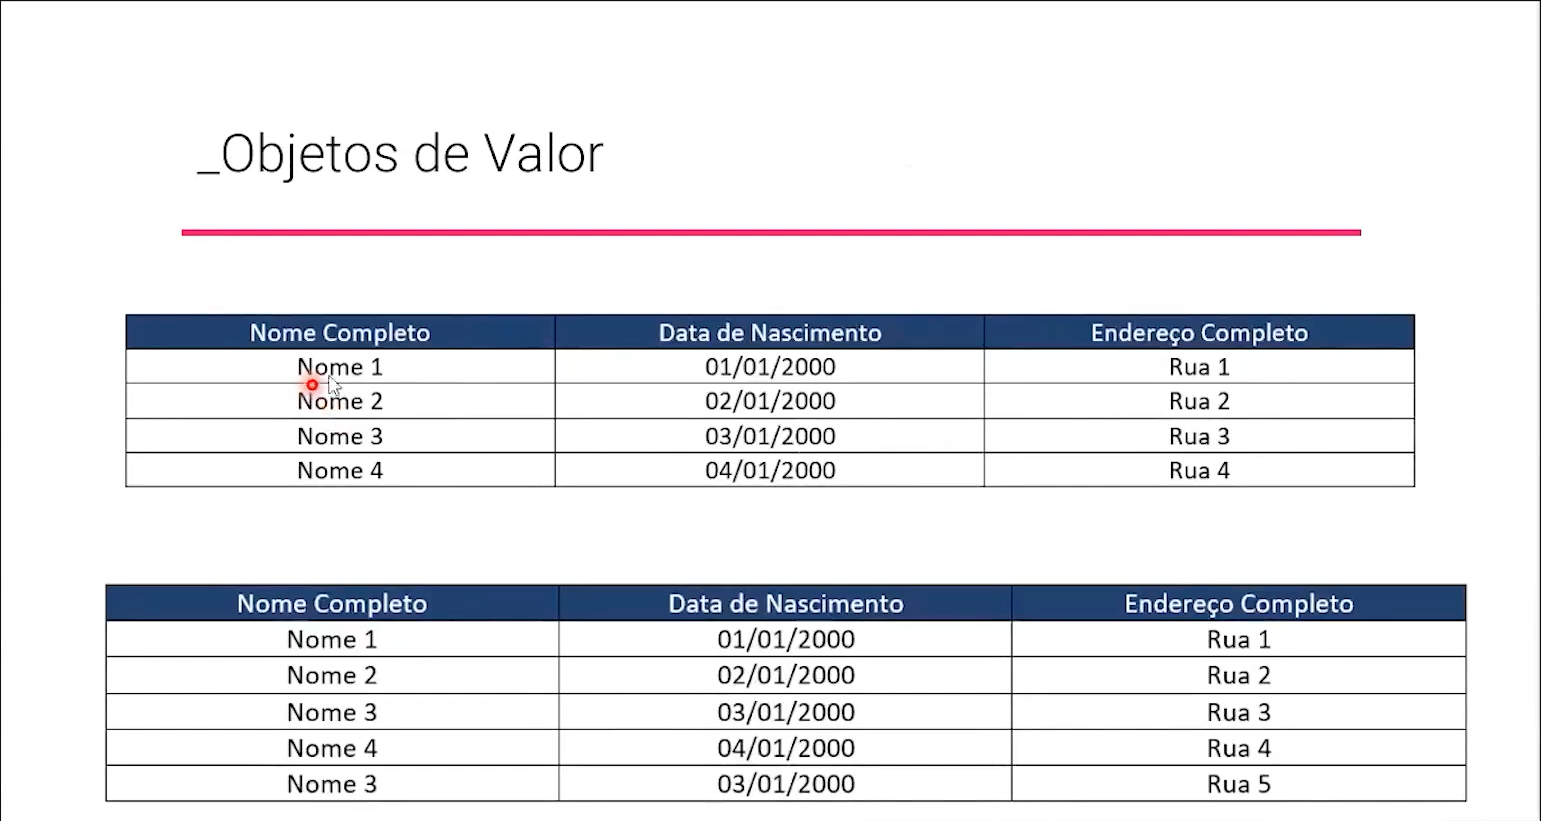 _Objetos de Valor
Nome Completo Data de Nascimento Endereço Completo
Nome 1 01/01/2000 Rua 1
Nome 2 02/01/2000 Rua 2
Nome 3 03/01/2000 Rua 3
Nome 4 04/01/2000 Rua 4
Nome Completo Data de Nascimento Endereço Completo
Nome 1 01/01/2000 Rua 1
Nome 2 02/01/2000 Rua 2
Nome 3 03/01/2000 Rua 3
Nome 4 04/01/2000 Rua 4
Nome 3 03/01/2000 Rua 5